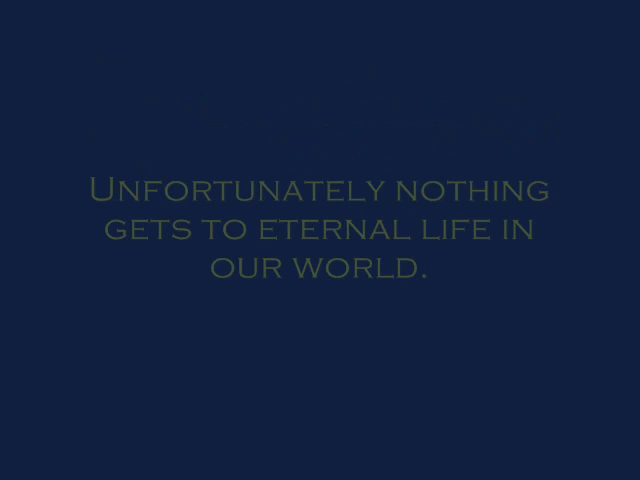 Unfortunately nothing
gets to eternal life in
our world.